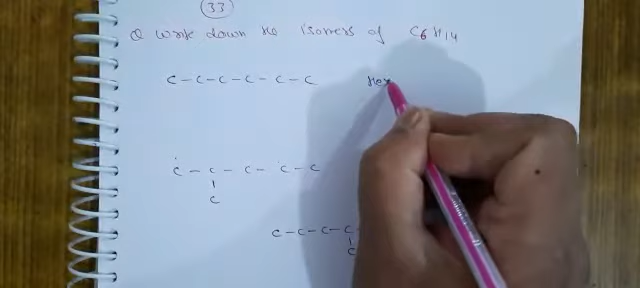 (33)
Q write down the isomers of C6H14
C-C-C-C-C-C Hex
C-C-C-C-C
C
C-C-C-C
C